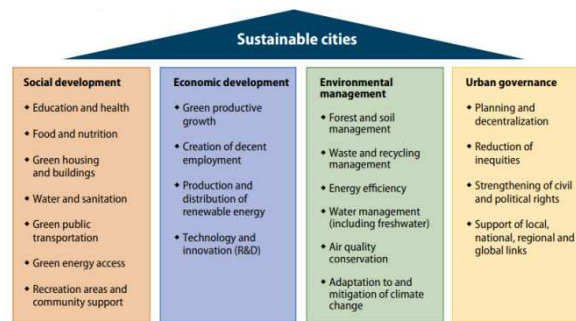 Sustainable cities
Social development
◆ Education and health
◆ Food and nutrition
◆ Green housing
and buildings
◆ Water and sanitation
◆ Green public
transportation
◆ Green energy access
◆ Recreation areas and
community support
Economic development
◆ Green productive
growth
◆ Creation of decent
employment
◆ Production and
distribution of
renewable energy
◆ Technology and
innovation (R&D)
Environmental
management
◆ Forest and soil
management
◆ Waste and recycling
management
◆ Energy efficiency
◆ Water management
(including freshwater)
◆ Air quality
conservation
◆ Adaptation to and
mitigation of climate
change
Urban governance
◆ Planning and
decentralization
◆ Reduction of
inequities
◆ Strengthening of civil
and political rights
◆ Support of local,
national, regional and
global links